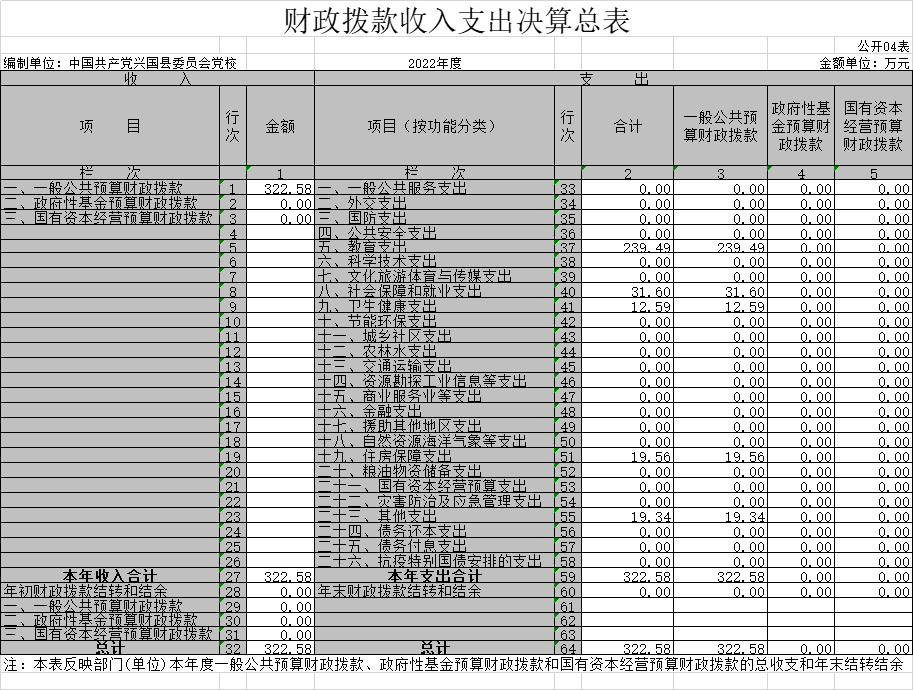 财政拨款收入支出决算总表
公开04表
编制单位：中国共产党兴国县委员会党校 2022年度 金额单位：万元
收 入 支 出
项 目 行次 金额 项目（按功能分类） 行次 合计 一般公共预算财政拨款 政府性基金预算财政拨款 国有资本经营预算财政拨款
栏 次 1 栏 次 2 3 4 5
一、一般公共预算财政拨款 1 322.58 一、一般公共服务支出 33 0.00 0.00 0.00 0.00
二、政府性基金预算财政拨款 2 0.00 二、外交支出 34 0.00 0.00 0.00 0.00
三、国有资本经营预算财政拨款 3 0.00 三、国防支出 35 0.00 0.00 0.00 0.00
4 四、公共安全支出 36 0.00 0.00 0.00 0.00
5 五、教育支出 37 239.49 239.49 0.00 0.00
6 六、科学技术支出 38 0.00 0.00 0.00 0.00
7 七、文化旅游体育与传媒支出 39 0.00 0.00 0.00 0.00
8 八、社会保障和就业支出 40 31.60 31.60 0.00 0.00
9 九、卫生健康支出 41 12.59 12.59 0.00 0.00
10 十、节能环保支出 42 0.00 0.00 0.00 0.00
11 十一、城乡社区支出 43 0.00 0.00 0.00 0.00
12 十二、农林水支出 44 0.00 0.00 0.00 0.00
13 十三、交通运输支出 45 0.00 0.00 0.00 0.00
14 十四、资源勘探工业信息等支出 46 0.00 0.00 0.00 0.00
15 十五、商业服务业等支出 47 0.00 0.00 0.00 0.00
16 十六、金融支出 48 0.00 0.00 0.00 0.00
17 十七、援助其他地区支出 49 0.00 0.00 0.00 0.00
18 十八、自然资源海洋气象等支出 50 0.00 0.00 0.00 0.00
19 十九、住房保障支出 51 19.56 19.56 0.00 0.00
20 二十、粮油物资储备支出 52 0.00 0.00 0.00 0.00
21 二十一、国有资本经营预算支出 53 0.00 0.00 0.00 0.00
22 二十二、灾害防治及应急管理支出 54 0.00 0.00 0.00 0.00
23 二十三、其他支出 55 19.34 19.34 0.00 0.00
24 二十四、债务还本支出 56 0.00 0.00 0.00 0.00
25 二十五、债务付息支出 57 0.00 0.00 0.00 0.00
26 二十六、抗疫特别国债安排的支出 58 0.00 0.00 0.00 0.00
本年收入合计 27 322.58 本年支出合计 59 322.58 322.58 0.00 0.00
年初财政拨款结转和结余 28 0.00 年末财政拨款结转和结余 60 0.00 0.00 0.00 0.00
一、一般公共预算财政拨款 29 0.00 61
二、政府性基金预算财政拨款 30 0.00 62
三、国有资本经营预算财政拨款 31 0.00 63
总计 32 322.58 总计 64 322.58 322.58 0.00 0.00
注：本表反映部门(单位)本年度一般公共预算财政拨款、政府性基金预算财政拨款和国有资本经营预算财政拨款的总收支和年末结转结余